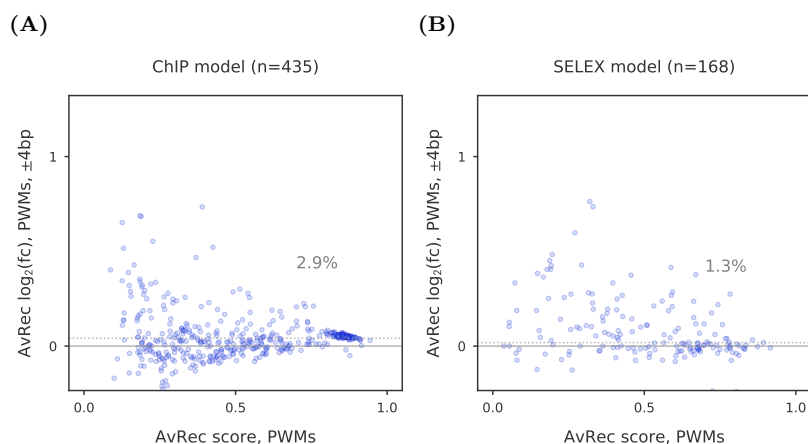 (A)
ChIP model (n=435)
AvRec log₂(fc), PWMs, ±4bp
1
0
2.9%
0.0
0.5
1.0
AvRec score, PWMs
(B)
SELEX model (n=168)
AvRec log₂(fc), PWMs, ±4bp
1
0
1.3%
0.0
0.5
1.0
AvRec score, PWMs